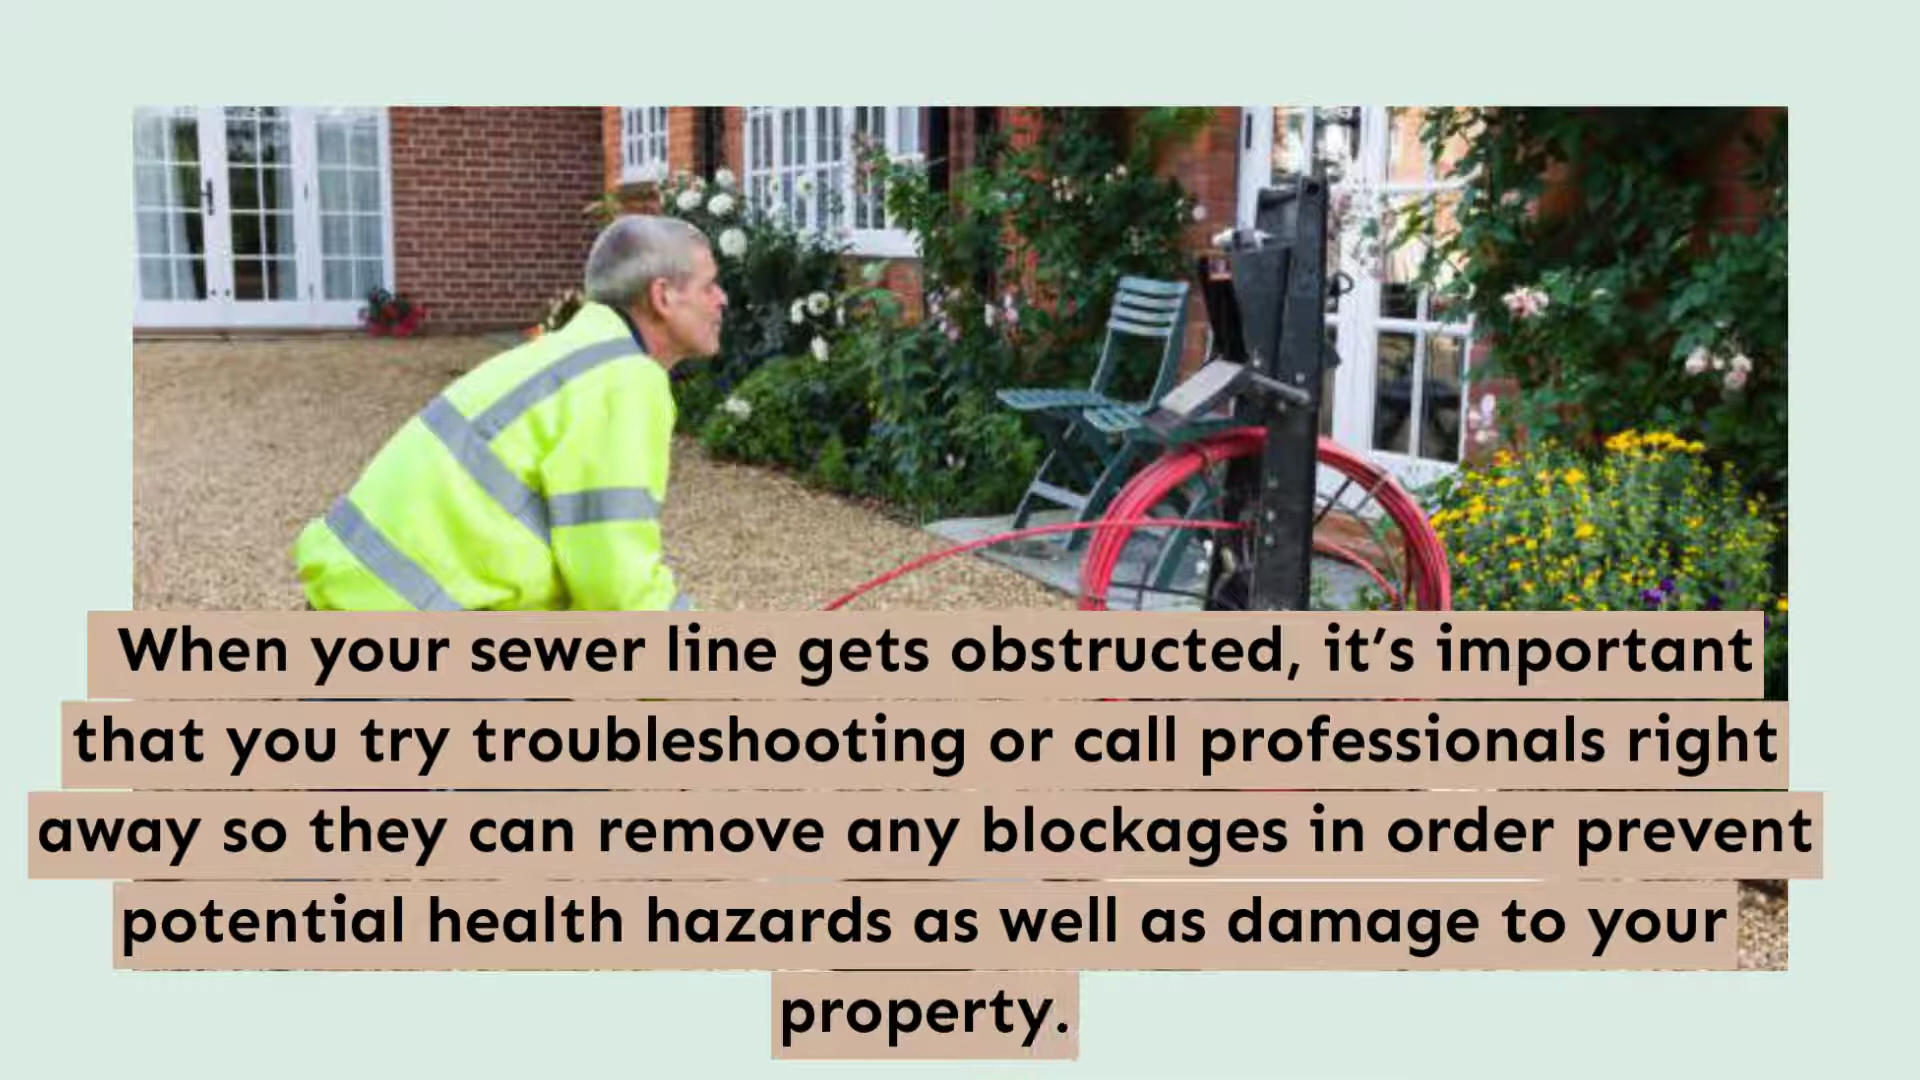 When your sewer line gets obstructed, it’s important
that you try troubleshooting or call professionals right
away so they can remove any blockages in order prevent
potential health hazards as well as damage to your
property.